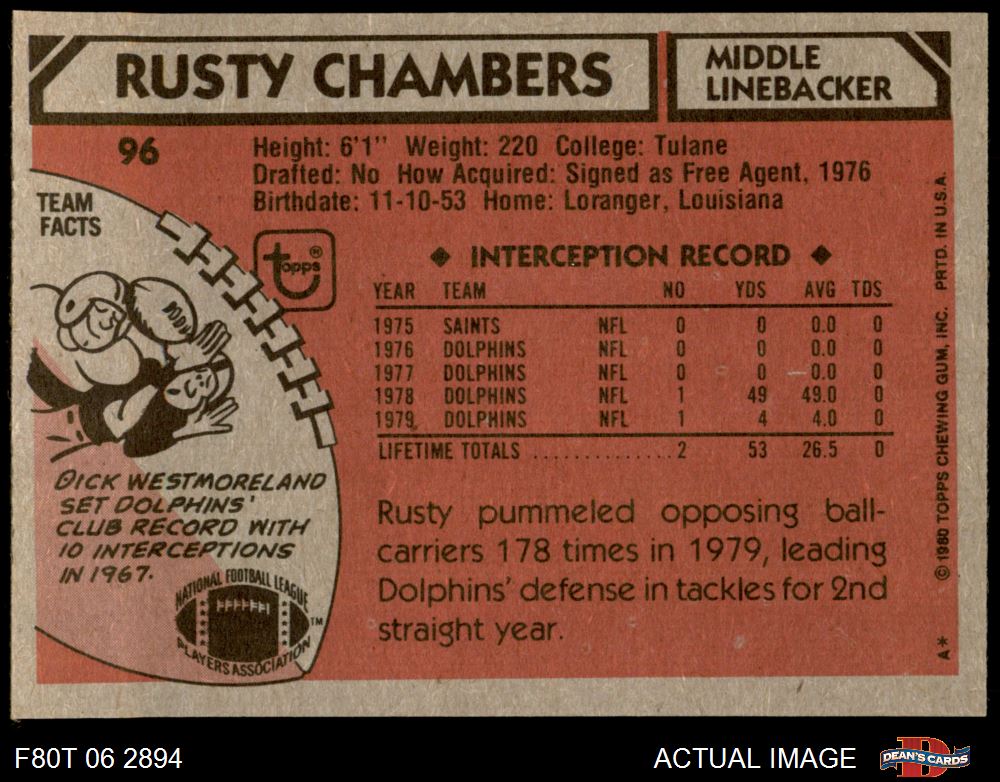 RUSTY CHAMBERS
MIDDLE
LINEBACKER
96
Height: 6'1" Weight: 220 College: Tulane
Drafted: No How Acquired: Signed as Free Agent, 1976
Birthdate: 11-10-53 Home: Loranger, Louisiana
TEAM
FACTS
topps®
◆ INTERCEPTION RECORD ◆
YEAR TEAM NO YDS AVG TDS
1975 SAINTS NFL 0 0 0.0 0
1976 DOLPHINS NFL 0 0 0.0 0
1977 DOLPHINS NFL 0 0 0.0 0
1978 DOLPHINS NFL 1 49 49.0 0
1979 DOLPHINS NFL 1 4 4.0 0
LIFETIME TOTALS .............. 2 53 26.5 0
DICK WESTMORELAND
SET DOLPHINS'
CLUB RECORD WITH
10 INTERCEPTIONS
IN 1967.
NATIONAL FOOTBALL LEAGUE
PLAYERS ASSOCIATION
TM
Rusty pummeled opposing ball-
carriers 178 times in 1979, leading
Dolphins' defense in tackles for 2nd
straight year.
A* © 1980 TOPPS CHEWING GUM, INC. PRTD. IN U.S.A.
F80T 06 2894
ACTUAL IMAGE
D
DEAN'S CARDS